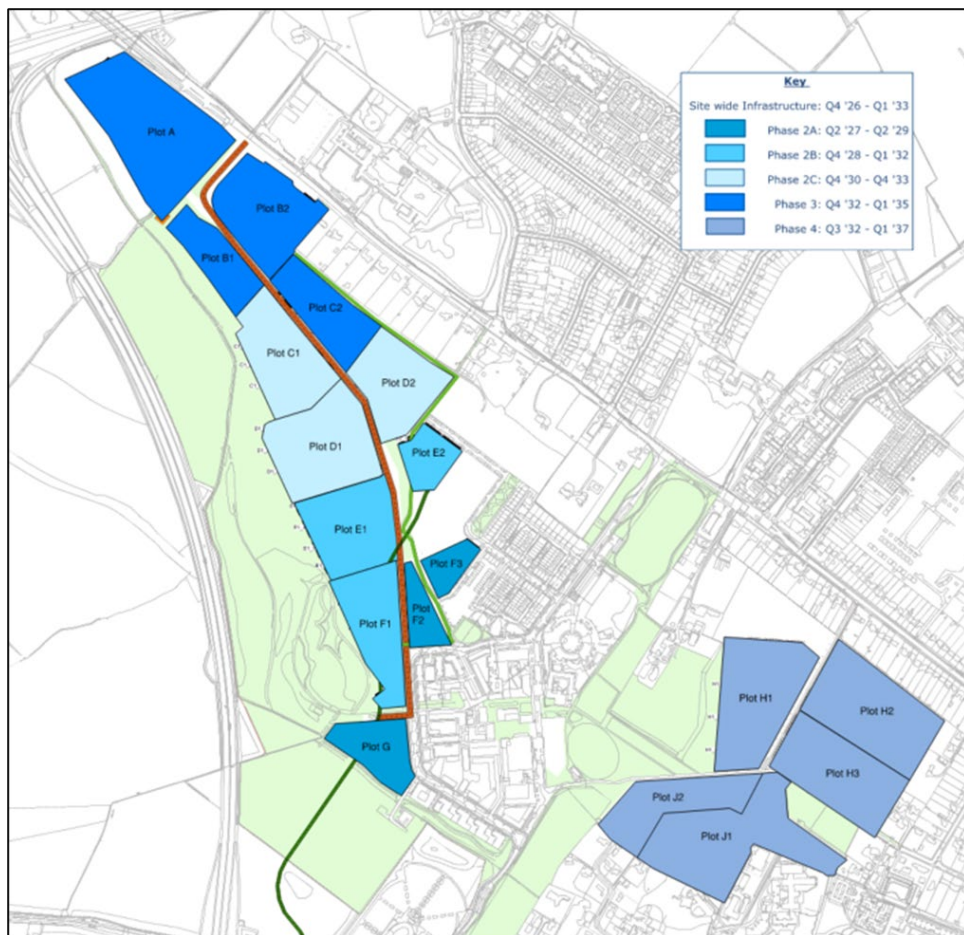 Key
Site wide Infrastructure: Q4 '26 - Q1 '33
Phase 2A: Q2 '27 - Q2 '29
Phase 2B: Q4 '28 - Q1 '32
Phase 2C: Q4 '30 - Q4 '33
Phase 3: Q4 '32 - Q1 '35
Phase 4: Q3 '32 - Q1 '37
Plot A
Plot B2
Plot B1
Plot C2
Plot C1
Plot D2
Plot D1
Plot E2
Plot E1
Plot F3
Plot
F2
Plot F1
Plot G
Plot H1
Plot H2
Plot H3
Plot J2
Plot J1